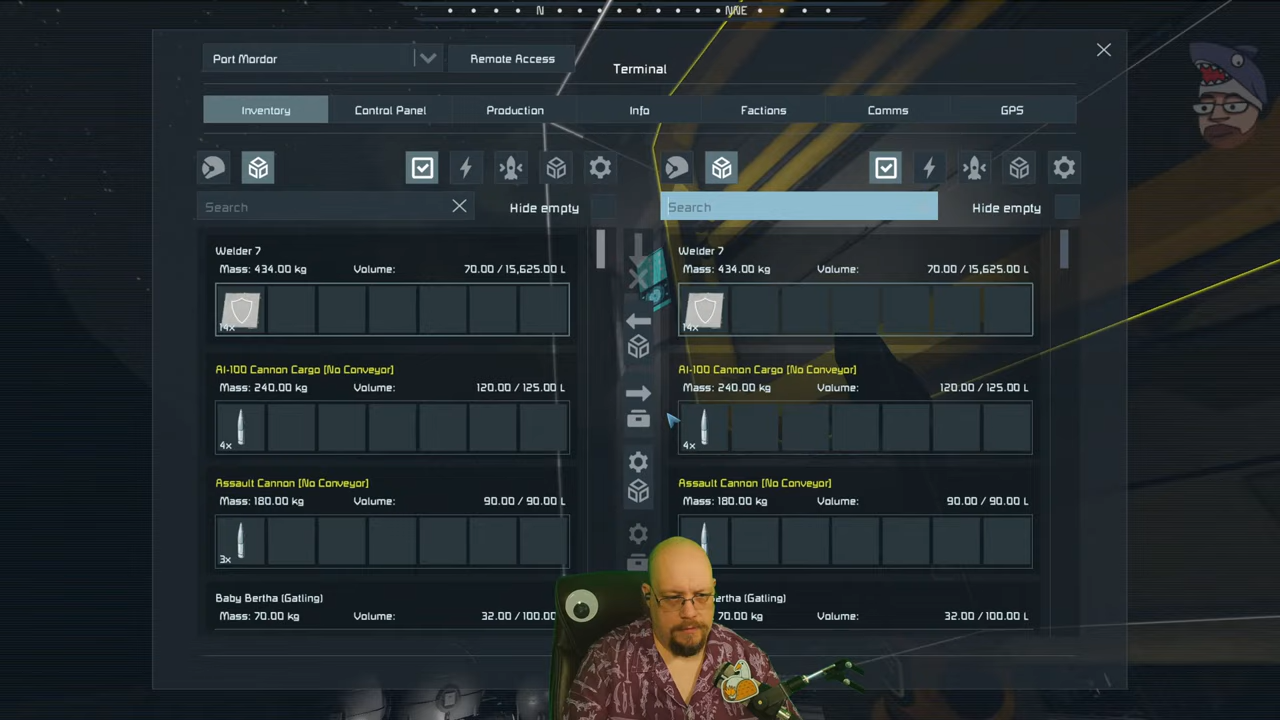 N NNE
Port Mordor
Remote Access
Terminal
Inventory
Control Panel
Production
Info
Factions
Comms
GPS
Search
Hide empty
Search
Hide empty
Welder 7
Mass: 434.00 kg Volume: 70.00 / 15,625.00 L
14x
AI-100 Cannon Cargo [No Conveyor]
Mass: 240.00 kg Volume: 120.00 / 125.00 L
4x
Assault Cannon [No Conveyor]
Mass: 180.00 kg Volume: 90.00 / 90.00 L
3x
Baby Bertha (Gatling)
Mass: 70.00 kg Volume: 32.00 / 100.00
Welder 7
Mass: 434.00 kg Volume: 70.00 / 15,625.00 L
14x
AI-100 Cannon Cargo [No Conveyor]
Mass: 240.00 kg Volume: 120.00 / 125.00 L
4x
Assault Cannon [No Conveyor]
Mass: 180.00 kg Volume: 90.00 / 90.00 L
ertha (Gatling)
70.00 kg Volume: 32.00 / 100.00 L